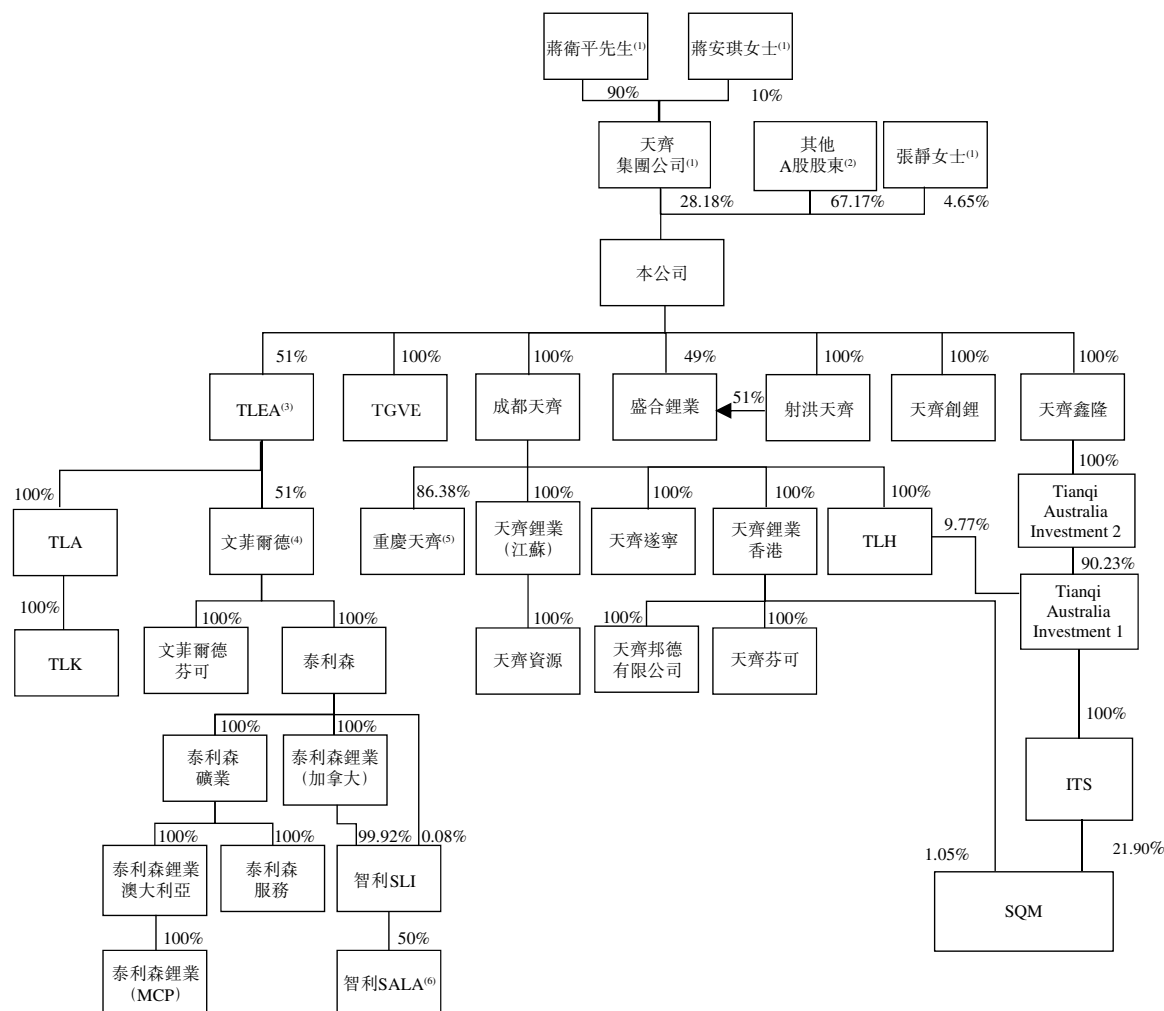 蔣衛平先生(1)
蔣安琪女士(1)
90%
10%
天齊
集團公司(1)
其他
A股股東(2)
張靜女士(1)
28.18%
67.17%
4.65%
本公司
51%
100%
100%
49%
100%
100%
100%
TLEA(3)
TGVE
成都天齊
盛合鋰業
51%
射洪天齊
天齊創鋰
天齊鑫隆
100%
51%
86.38%
100%
100%
100%
100%
100%
TLA
文菲爾德(4)
重慶天齊(5)
天齊鋰業
(江蘇)
天齊遂寧
天齊鋰業
香港
TLH
9.77%
Tianqi
Australia
Investment 2
90.23%
100%
100%
100%
100%
100%
100%
TLK
文菲爾德
芬可
泰利森
天齊資源
天齊邦德
有限公司
天齊芬可
Tianqi
Australia
Investment 1
100%
100%
100%
泰利森
礦業
泰利森鋰業
(加拿大)
ITS
100%
100%
99.92%
0.08%
1.05%
21.90%
泰利森鋰業
澳大利亞
泰利森
服務
智利SLI
SQM
100%
50%
泰利森鋰業
(MCP)
智利SALA(6)